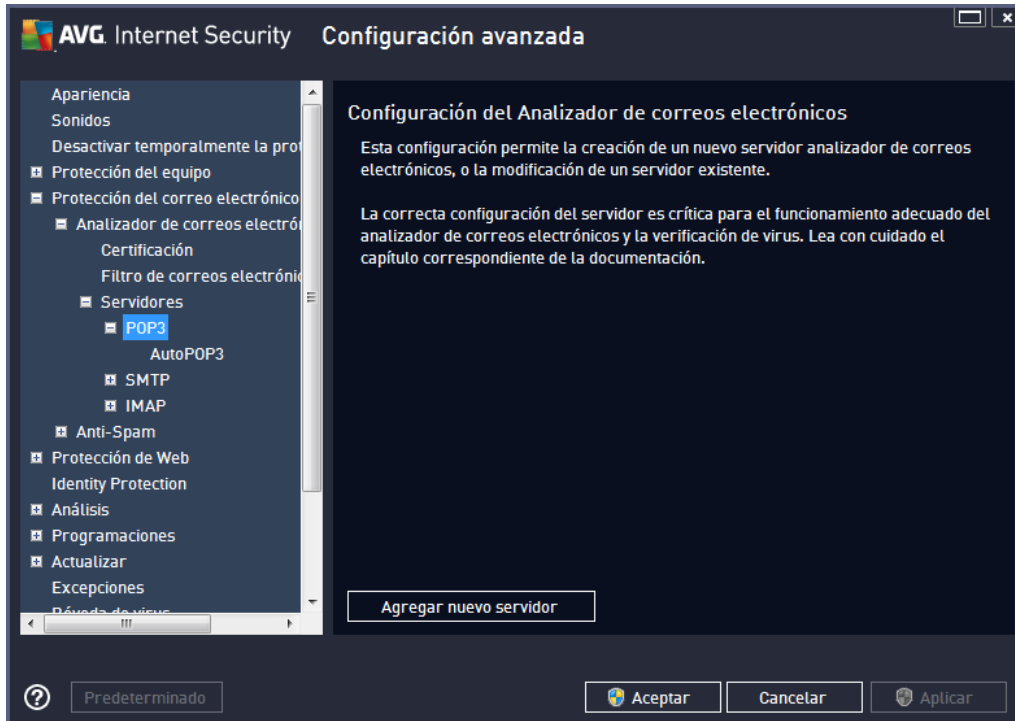 AVG. Internet Security Configuración avanzada
Apariencia
Sonidos
Desactivar temporalmente la
Protección del equipo
Protección del correo electrónico
Analizador de correos
Certificación
Filtro de correos
Servidores
POP3
AutoPOP3
SMTP
IMAP
Anti-Spam
Protección de Web
Identity Protection
Análisis
Programaciones
Actualizar
Excepciones
Bóveda de virus
Configuración del Analizador de correos electrónicos
Esta configuración permite la creación de un nuevo servidor analizador de correos
electrónicos, o la modificación de un servidor existente.
La correcta configuración del servidor es crítica para el funcionamiento adecuado del
analizador de correos electrónicos y la verificación de virus. Lea con cuidado el
capítulo correspondiente de la documentación.
Agregar nuevo servidor
Predeterminado
Aceptar
Cancelar
Aplicar